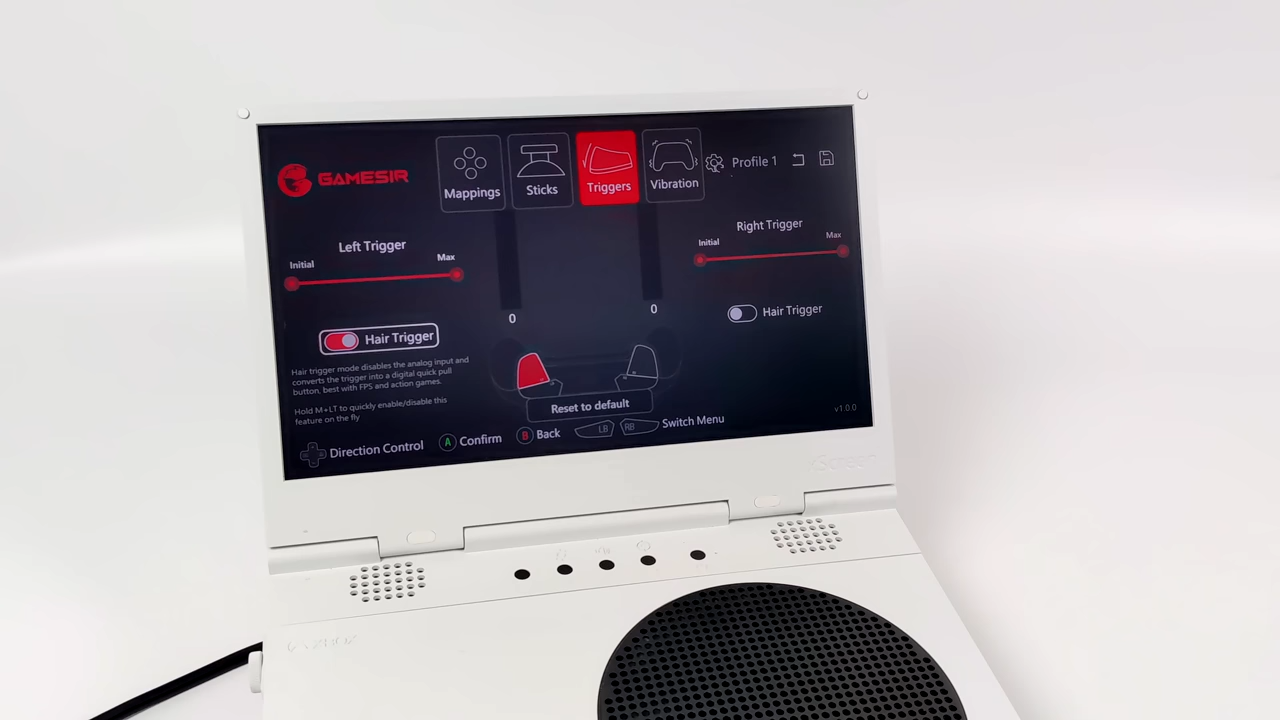 GAMESIR
Mappings
Sticks
Triggers
Vibration
Profile 1
Left Trigger
Initial
Max
Hair Trigger
Hair trigger mode disables the analog input and
converts the trigger into a digital quick pull
button, best with FPS and action games.
Hold M+LT to quickly enable/disable this
feature on the fly
0
0
Right Trigger
Initial
Max
Hair Trigger
Reset to default
v1.0.0
Direction Control
A Confirm
B Back
LB RB Switch Menu